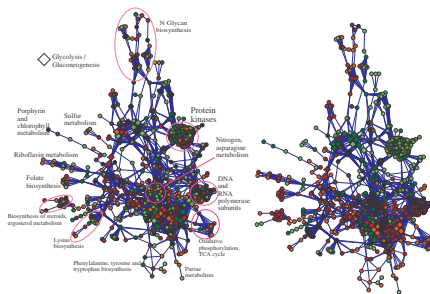 N Glycan
biosynthesis
Glycolysis /
Gluconeogenesis
Porphyrin
and chlorophyll
metabolism
Sulfur
metabolism
Protein
kinases
Riboflavin metabolism
Nitrogen,
asparagine
metabolism
Folate
biosynthesis
DNA
and
RNA
polymerase
subunits
Biosynthesis of steroids,
ergosterol metabolism
Lysine
biosynthesis
Oxidative
phosphorylation,
TCA cycle
Phenylalanine, tyrosine and
tryptophan biosynthesis
Purine
metabolism